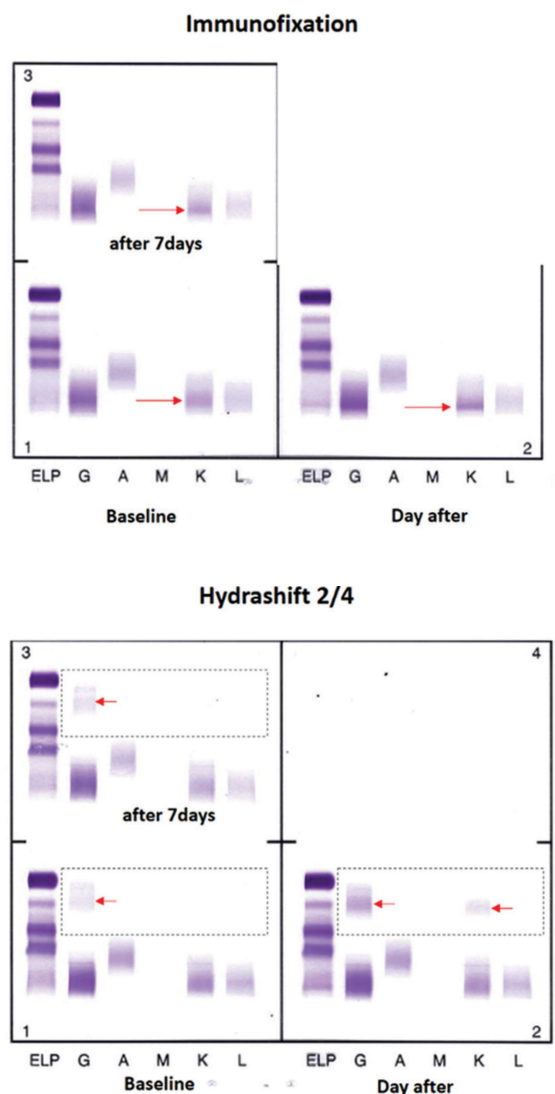 Immunofixation
3
after 7days
1
2
ELP G A M K L
ELP G A M K L
Baseline
Day after
Hydrashift 2/4
3
4
after 7days
1
2
ELP G A M K L
ELP G A M K L
Baseline
Day after